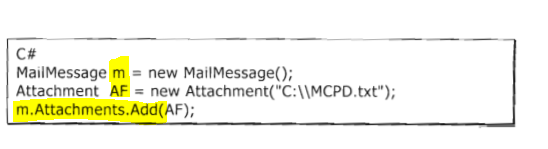 C#
MailMessage m = new MailMessage();
Attachment AF = new Attachment("C:\\MCPD.txt");
m.Attachments.Add(AF);